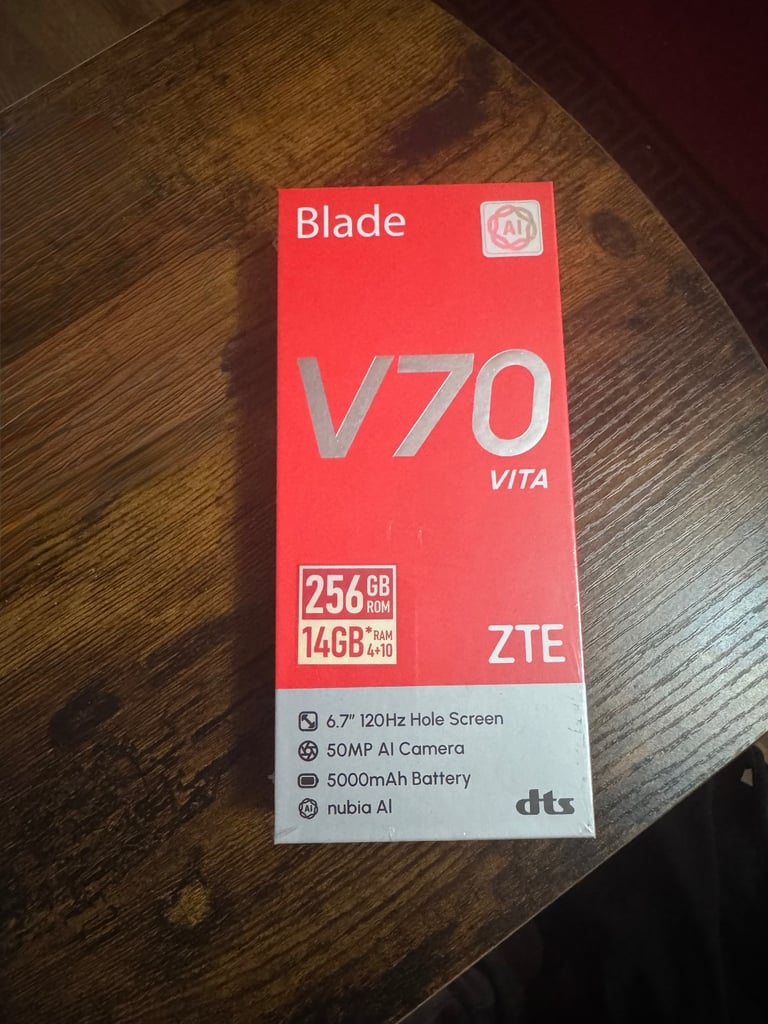 Blade
AI
V70
VITA
256 GB
ROM
14GB* RAM
4+10
ZTE
6.7" 120Hz Hole Screen
50MP AI Camera
5000mAh Battery
AI nubia AI
dts